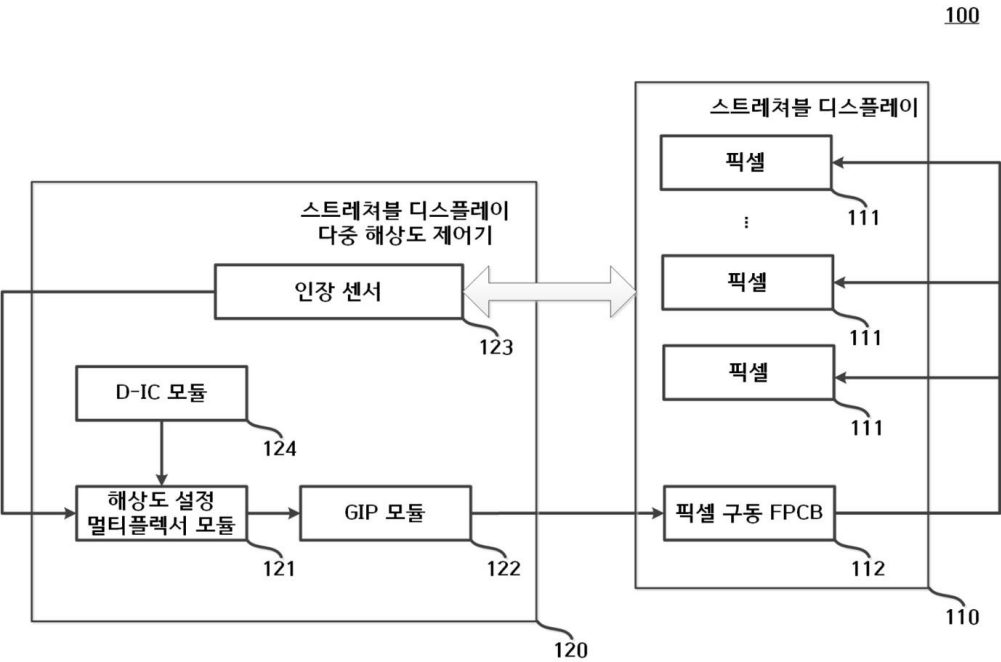 100
스트레쳐블 디스플레이
픽셀
111
...
픽셀
111
픽셀
111
픽셀 구동 FPCB
112
110
스트레쳐블 디스플레이
다중 해상도 제어기
인장 센서
123
D-IC 모듈
124
해상도 설정
멀티플렉서 모듈
121
GIP 모듈
122
120